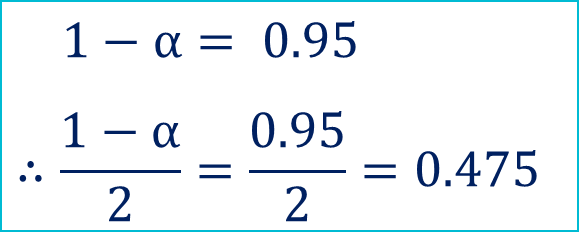 1 − α = 0.95
∴ (1 − α)/2 = 0.95/2 = 0.475